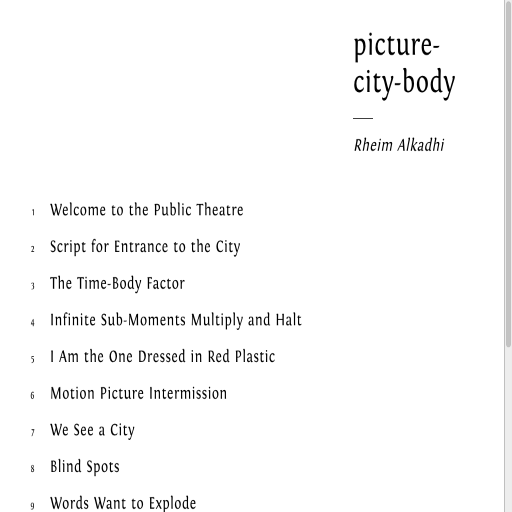 picture-
city-body
Rheim Alkadhi
1 Welcome to the Public Theatre
2 Script for Entrance to the City
3 The Time-Body Factor
4 Infinite Sub-Moments Multiply and Halt
5 I Am the One Dressed in Red Plastic
6 Motion Picture Intermission
7 We See a City
8 Blind Spots
9 Words Want to Explode